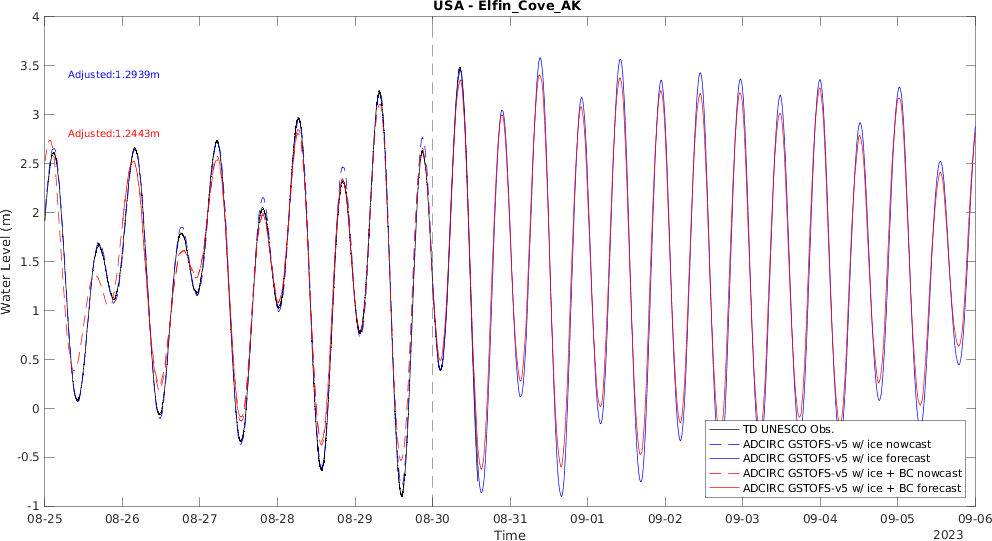 USA - Elfin_Cove_AK
Water Level (m)
4
3.5
3
2.5
2
1.5
1
0.5
0
-0.5
-1
Adjusted:1.2939m
Adjusted:1.2443m
TD UNESCO Obs.
ADCIRC GSTOFS-v5 w/ ice nowcast
ADCIRC GSTOFS-v5 w/ ice forecast
ADCIRC GSTOFS-v5 w/ ice + BC nowcast
ADCIRC GSTOFS-v5 w/ ice + BC forecast
08-25 08-26 08-27 08-28 08-29 08-30 08-31 09-01 09-02 09-03 09-04 09-05 09-06
Time
2023